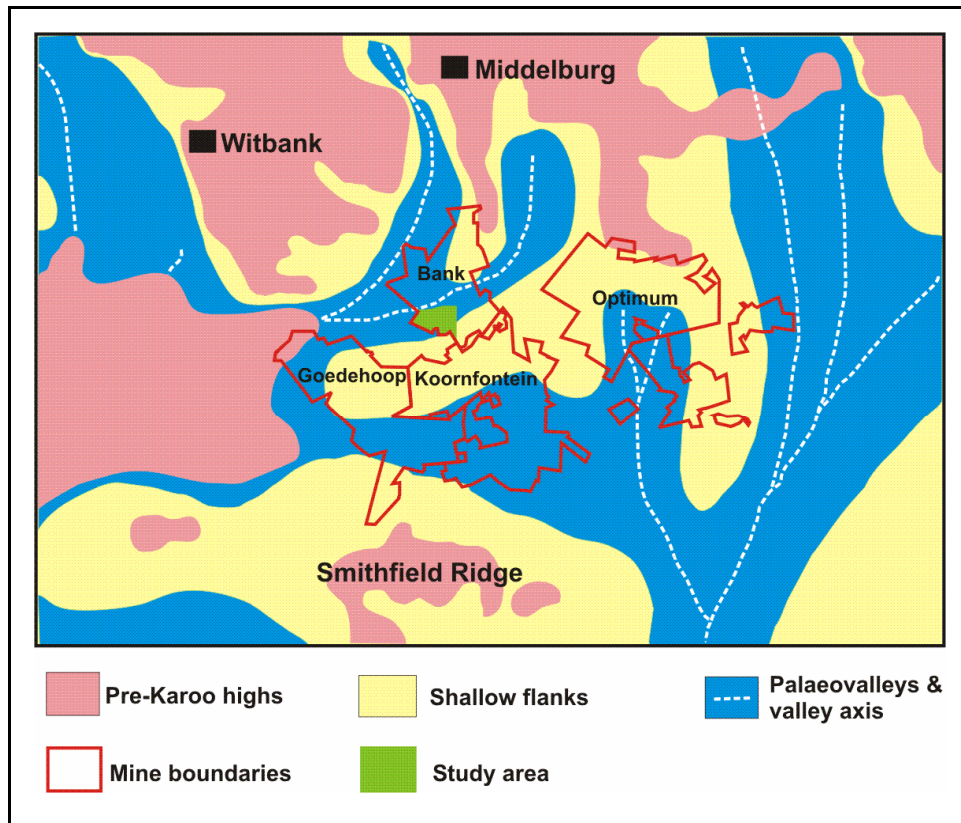 Middelburg
Witbank
Bank
Optimum
Goedehoop
Koornfontein
Smithfield Ridge
Pre-Karoo highs
Shallow flanks
Palaeovalleys &
valley axis
Mine boundaries
Study area